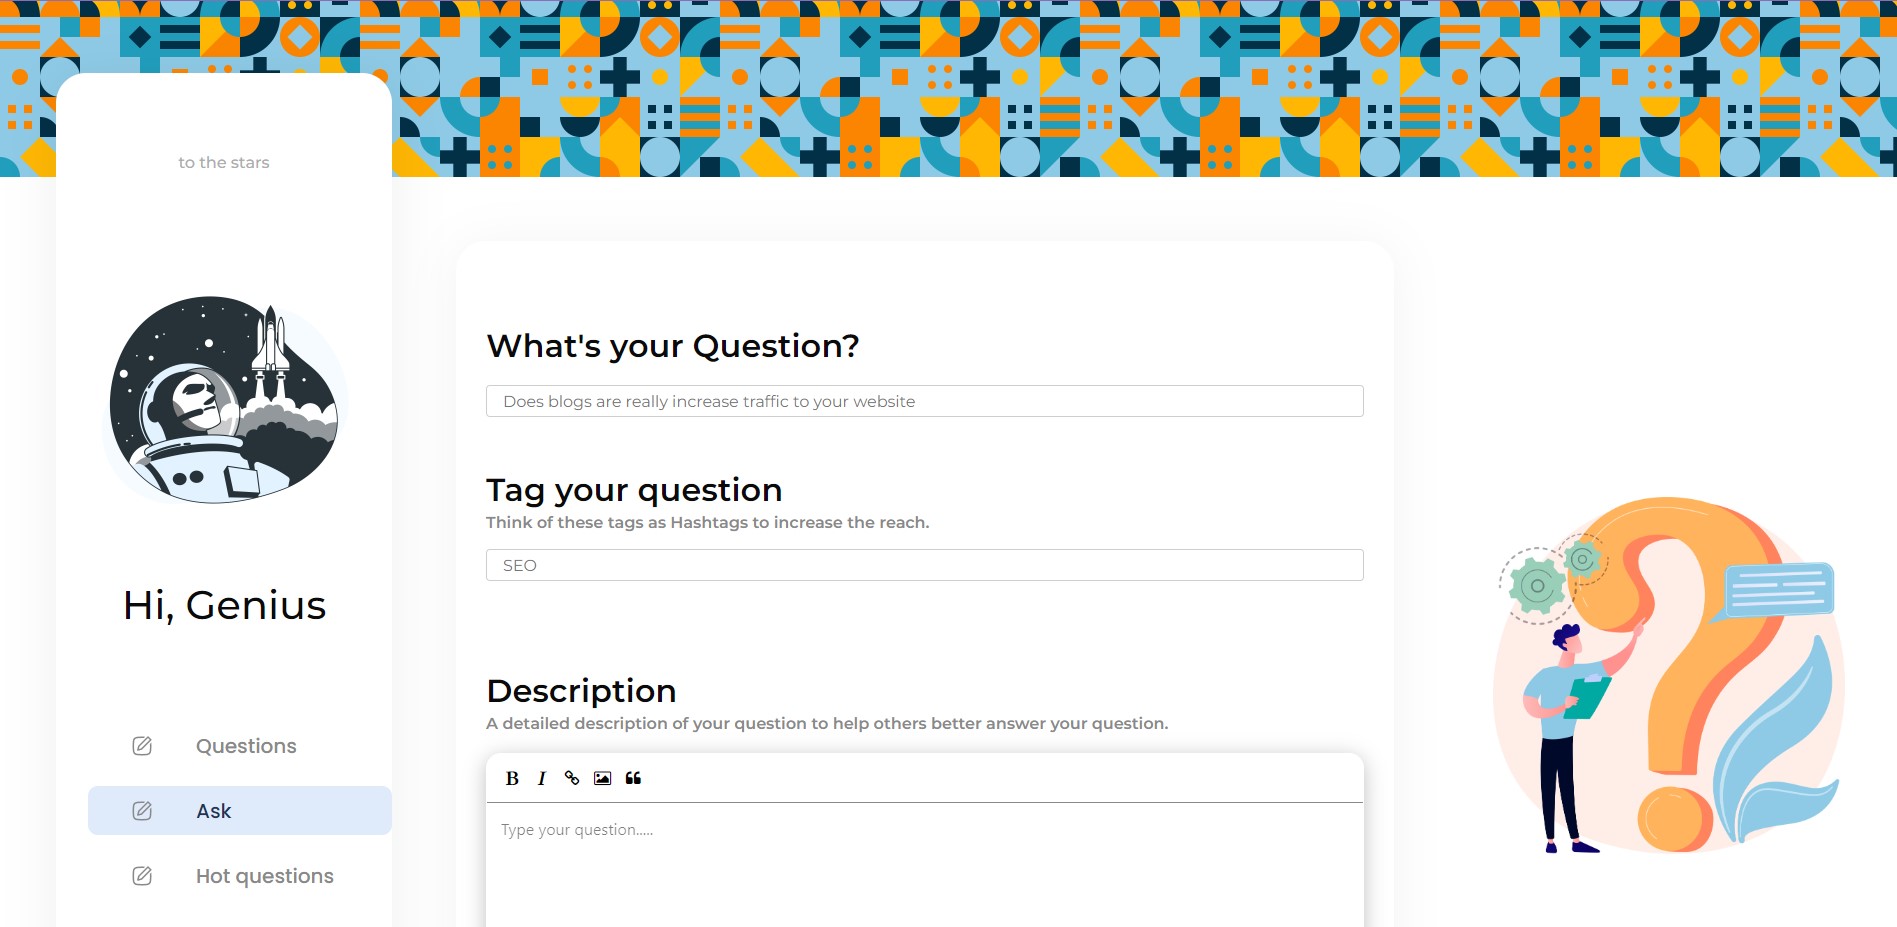 to the stars
Hi, Genius
Questions
Ask
Hot questions
What's your Question?
Does blogs are really increase traffic to your website
Tag your question
Think of these tags as Hashtags to increase the reach.
SEO
Description
A detailed description of your question to help others better answer your question.
B I
Type your question.....